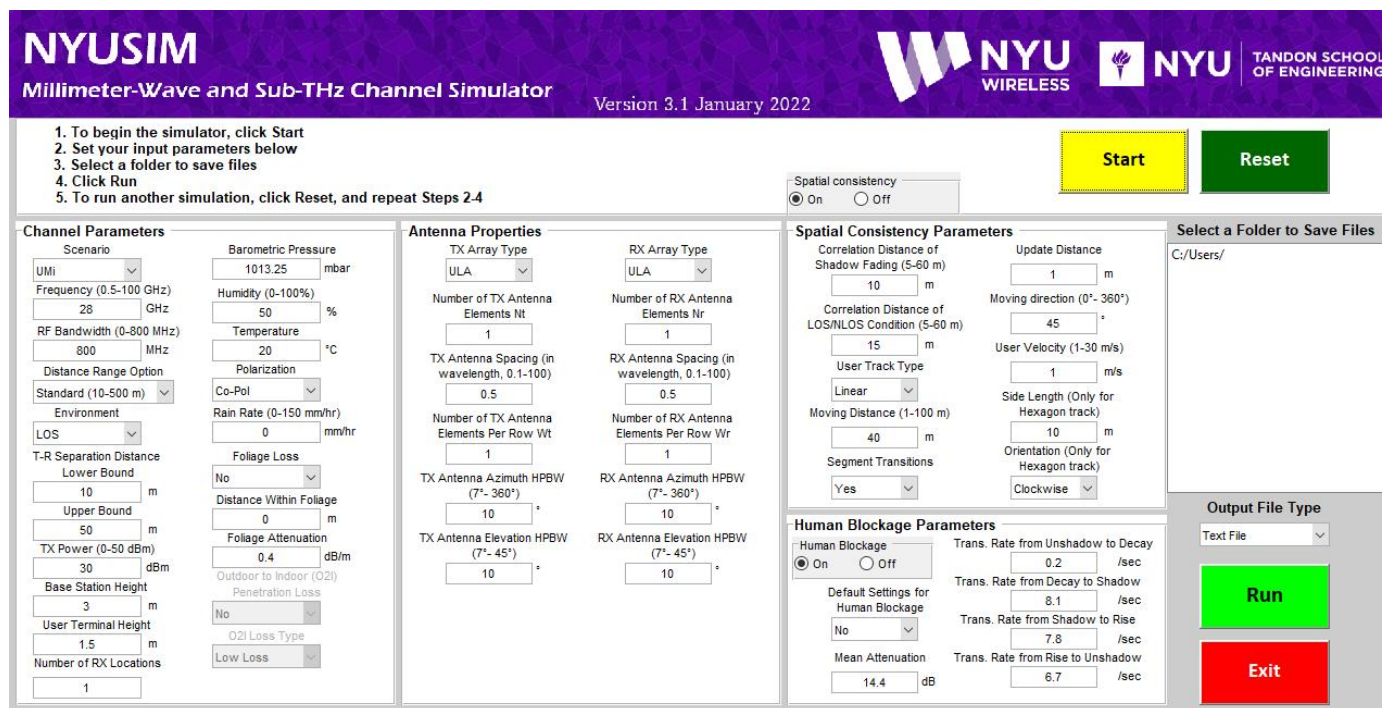 NYUSIM
Millimeter-Wave and Sub-THz Channel Simulator
Version 3.1 January 2022
NYU
WIRELESS
NYU
TANDON SCHOOL
OF ENGINEERING
1. To begin the simulator, click Start
2. Set your input parameters below
3. Select a folder to save files
4. Click Run
5. To run another simulation, click Reset, and repeat Steps 2-4
Spatial consistency
On Off
Start
Reset
Channel Parameters
Scenario
UMi
Frequency (0.5-100 GHz)
28 GHz
RF Bandwidth (0-800 MHz)
800 MHz
Distance Range Option
Standard (10-500 m)
Environment
LOS
T-R Separation Distance
Lower Bound
10 m
Upper Bound
50 m
TX Power (0-50 dBm)
30 dBm
Base Station Height
3 m
User Terminal Height
1.5 m
Number of RX Locations
1
Barometric Pressure
1013.25 mbar
Humidity (0-100%)
50 %
Temperature
20 °C
Polarization
Co-Pol
Rain Rate (0-150 mm/hr)
0 mm/hr
Foliage Loss
No
Distance Within Foliage
0 m
Foliage Attenuation
0.4 dB/m
Outdoor to Indoor (O2I)
Penetration Loss
No
O2I Loss Type
Low Loss
Antenna Properties
TX Array Type
ULA
Number of TX Antenna
Elements Nt
1
TX Antenna Spacing (in
wavelength, 0.1-100)
0.5
Number of TX Antenna
Elements Per Row Wt
1
TX Antenna Azimuth HPBW
(7°- 360°)
10 °
TX Antenna Elevation HPBW
(7°- 45°)
10 °
RX Array Type
ULA
Number of RX Antenna
Elements Nr
1
RX Antenna Spacing (in
wavelength, 0.1-100)
0.5
Number of RX Antenna
Elements Per Row Wr
1
RX Antenna Azimuth HPBW
(7°- 360°)
10 °
RX Antenna Elevation HPBW
(7°- 45°)
10 °
Spatial Consistency Parameters
Correlation Distance of
Shadow Fading (5-60 m)
10 m
Correlation Distance of
LOS/NLOS Condition (5-60 m)
15 m
User Track Type
Linear
Moving Distance (1-100 m)
40 m
Segment Transitions
Yes
Update Distance
1 m
Moving direction (0°- 360°)
45 °
User Velocity (1-30 m/s)
1 m/s
Side Length (Only for
Hexagon track)
10 m
Orientation (Only for
Hexagon track)
Clockwise
Human Blockage Parameters
Human Blockage
On Off
Default Settings for
Human Blockage
No
Mean Attenuation
14.4 dB
Trans. Rate from Unshadow to Decay
0.2 /sec
Trans. Rate from Decay to Shadow
8.1 /sec
Trans. Rate from Shadow to Rise
7.8 /sec
Trans. Rate from Rise to Unshadow
6.7 /sec
Select a Folder to Save Files
C:/Users/
Output File Type
Text File
Run
Exit